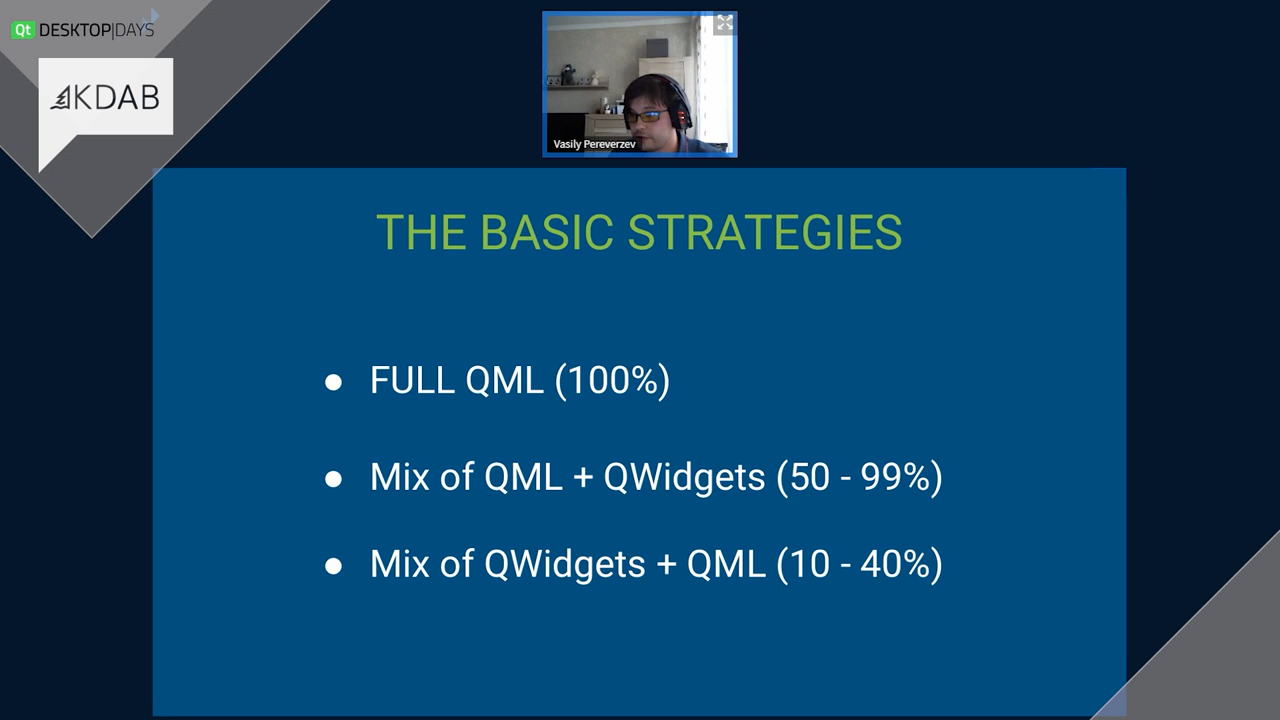 Qt DESKTOP|DAYS
KDAB
Vasily Pereverzev
THE BASIC STRATEGIES
● FULL QML (100%)
● Mix of QML + QWidgets (50 - 99%)
● Mix of QWidgets + QML (10 - 40%)